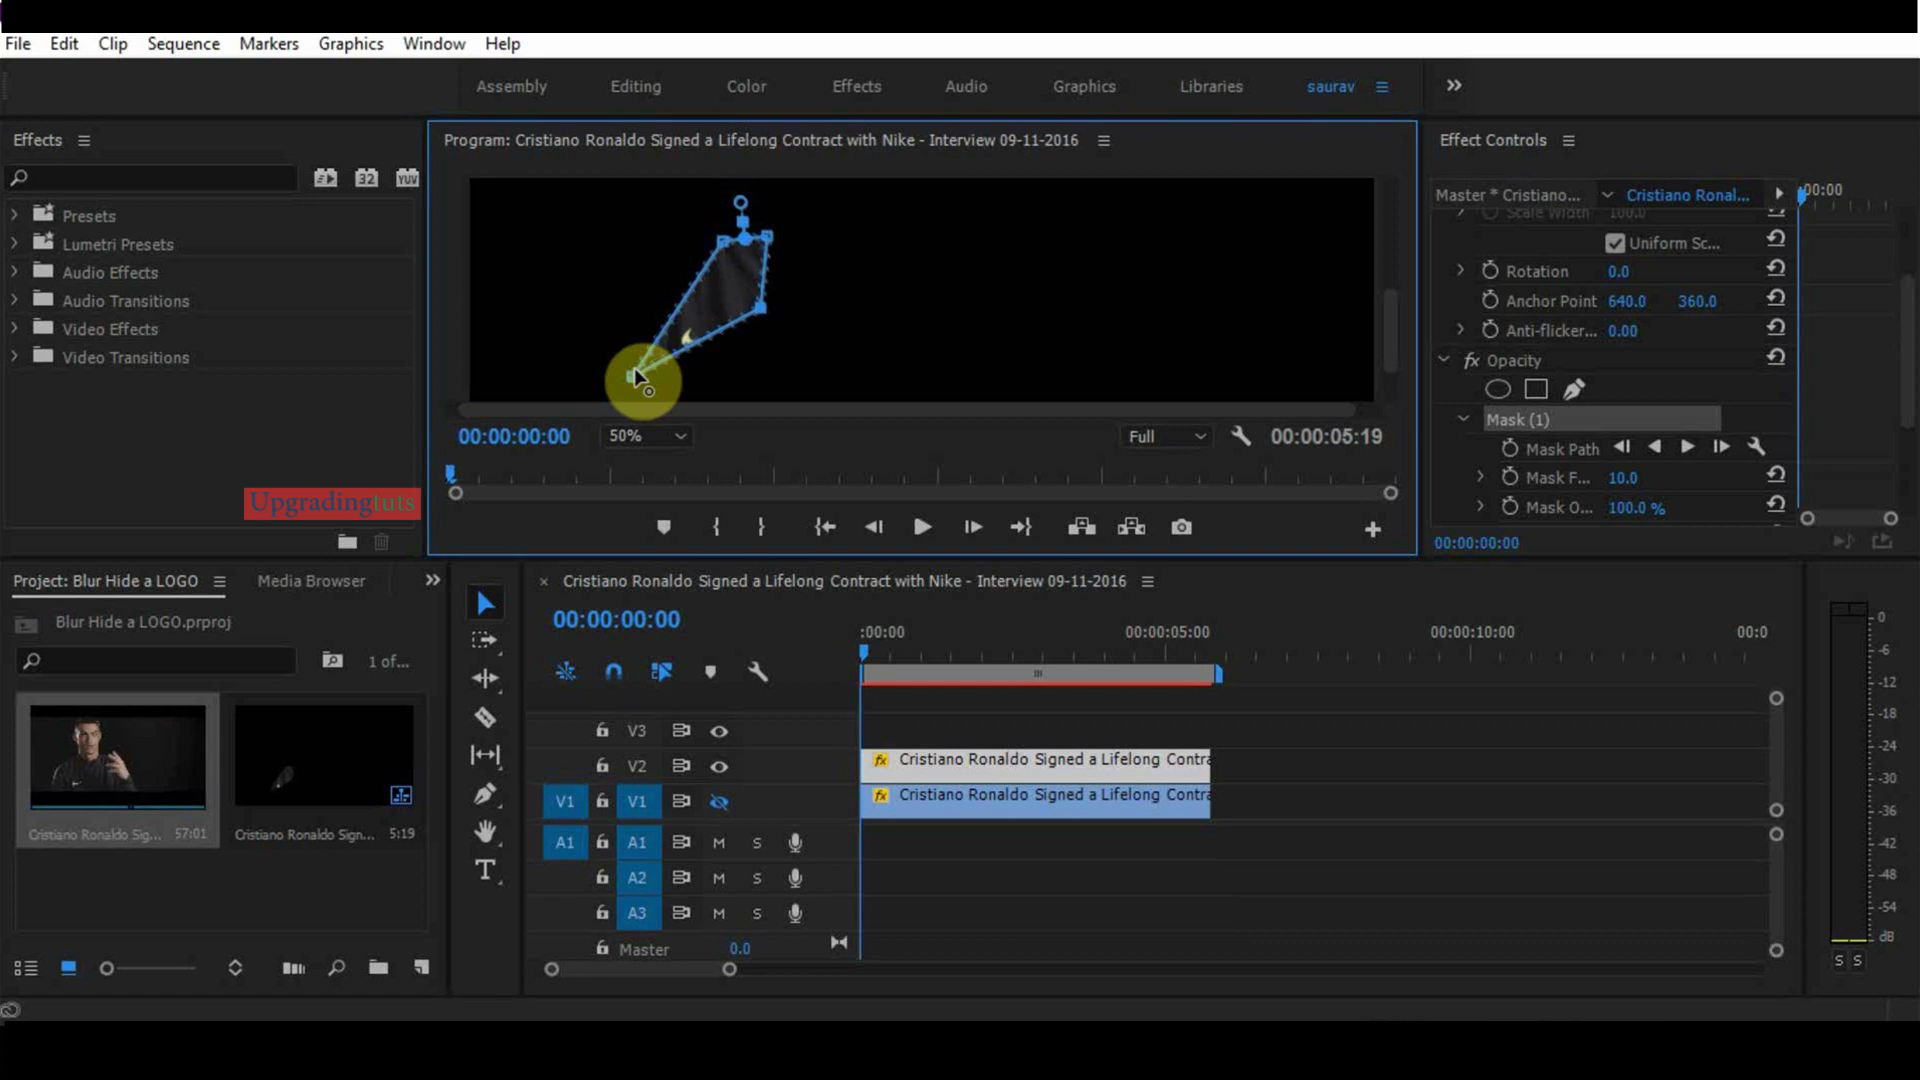 File Edit Clip Sequence Markers Graphics Window Help
Assembly Editing Color Effects Audio Graphics Libraries saurav
Effects
Program: Cristiano Ronaldo Signed a Lifelong Contract with Nike - Interview 09-11-2016
Effect Controls
32 YUV
Presets
Lumetri Presets
Audio Effects
Audio Transitions
Video Effects
Video Transitions
Upgradingtuts
Master * Cristiano... Cristiano Ronal... :00:00
Scale Width 100.0
Uniform Sc...
Rotation 0.0
Anchor Point 640.0 360.0
Anti-flicker... 0.00
fx Opacity
Mask (1)
Mask Path
Mask F... 10.0
Mask O... 100.0 %
00:00:00:00
00:00:00:00 50% Full 00:00:05:19
Project: Blur Hide a LOGO Media Browser
Blur Hide a LOGO.prproj
1 of...
Cristiano Ronaldo Sig... 57:01 Cristiano Ronaldo Sign... 5:19
Cristiano Ronaldo Signed a Lifelong Contract with Nike - Interview 09-11-2016
00:00:00:00
:00:00 00:00:05:00 00:00:10:00 00:0
V3
V2 fx Cristiano Ronaldo Signed a Lifelong Contra
V1 V1 fx Cristiano Ronaldo Signed a Lifelong Contra
A1 A1 M S
A2 M S
A3 M S
Master 0.0
T
0
-6
-12
-18
-24
-30
-36
-42
-48
-54
dB
S S